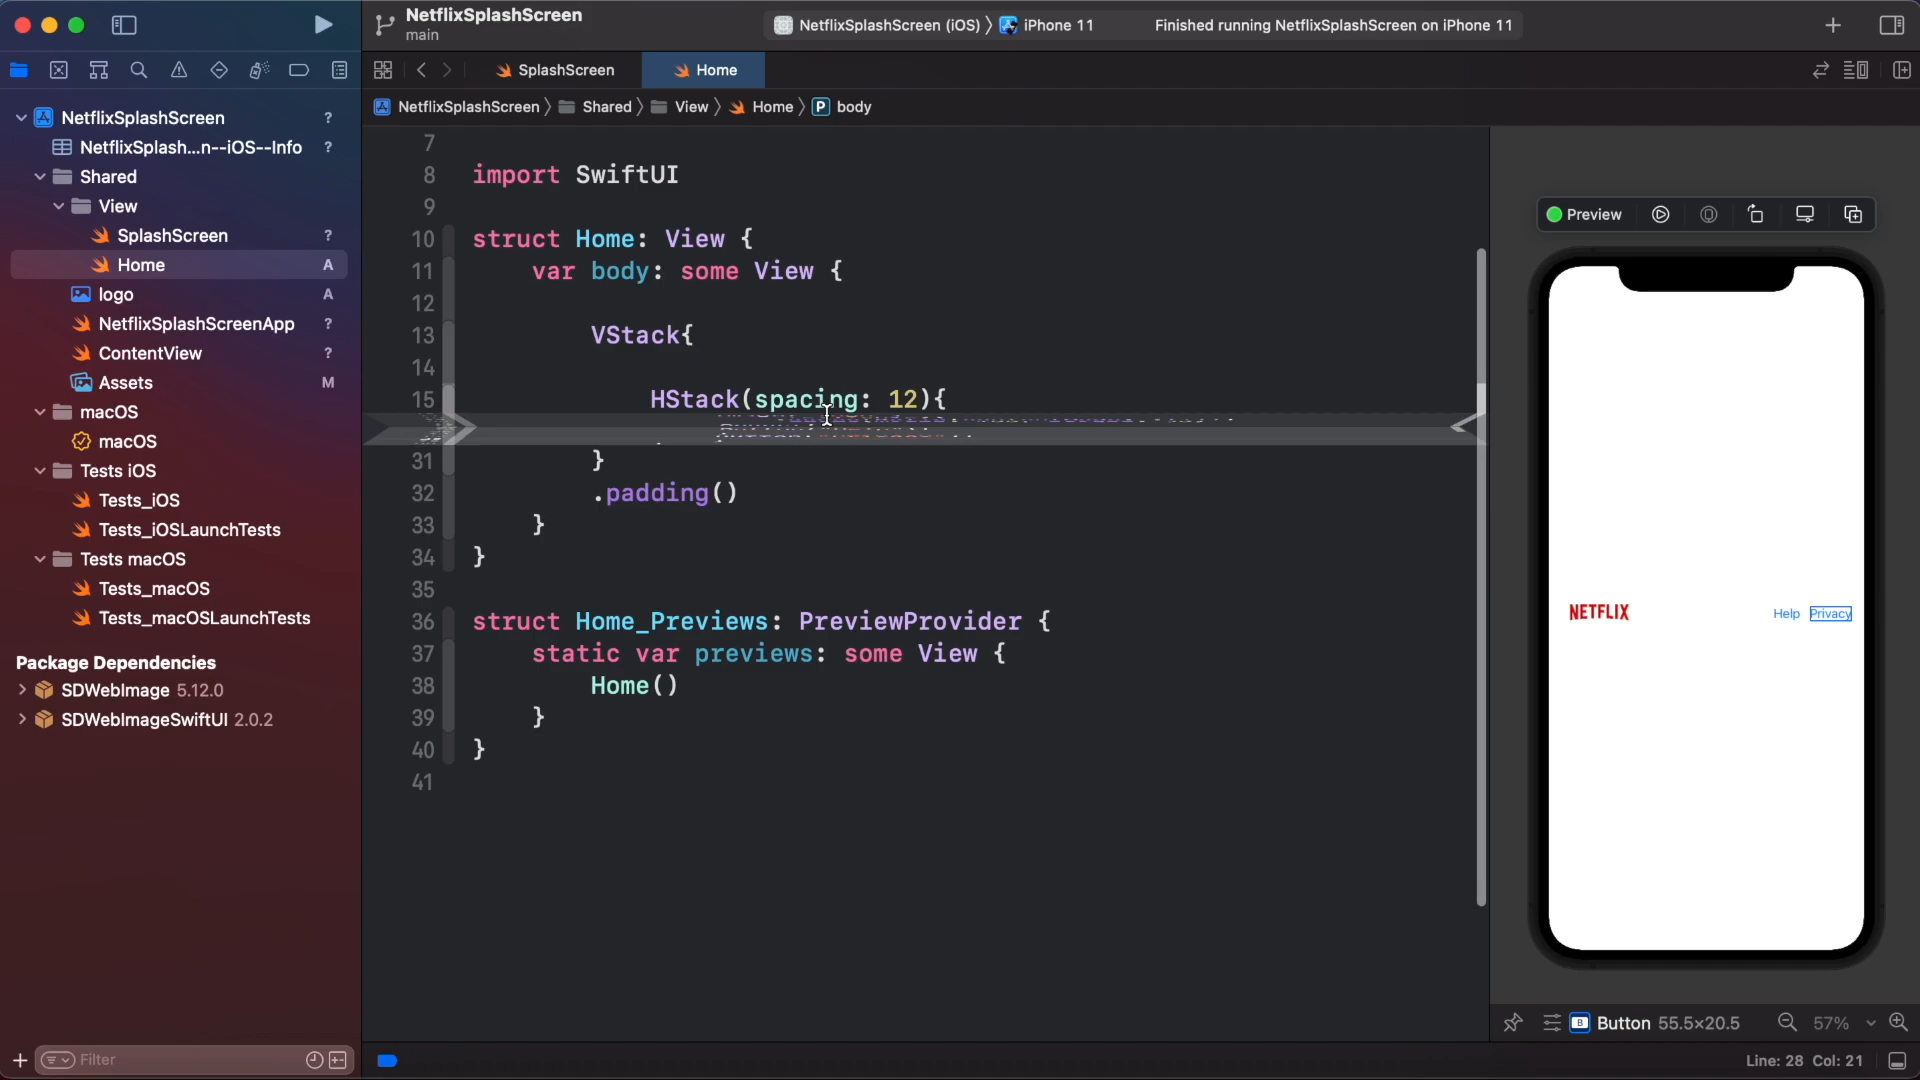 NetflixSplashScreen
main
NetflixSplashScreen (iOS) 〉 iPhone 11
Finished running NetflixSplashScreen on iPhone 11
SplashScreen
Home
NetflixSplashScreen 〉 Shared 〉 View 〉 Home 〉 P body
NetflixSplashScreen ?
NetflixSplash...n--iOS--Info ?
Shared
View
SplashScreen ?
Home A
logo A
NetflixSplashScreenApp ?
ContentView ?
Assets M
macOS
macOS
Tests iOS
Tests_iOS
Tests_iOSLaunchTests
Tests macOS
Tests_macOS
Tests_macOSLaunchTests
Package Dependencies
SDWebImage 5.12.0
SDWebImageSwiftUI 2.0.2
Filter
7
8 import SwiftUI
9
10 struct Home: View {
11 var body: some View {
12
13 VStack{
14
15 HStack(spacing: 12){
31 }
32 .padding()
33 }
34 }
35
36 struct Home_Previews: PreviewProvider {
37 static var previews: some View {
38 Home()
39 }
40 }
41
Preview
NETFLIX
Help Privacy
B Button 55.5×20.5
57%
Line: 28 Col: 21